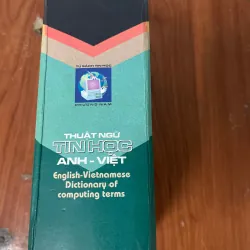 THUẬT NGỮ
TIN HỌC
ANH - VIỆT
English-Vietnamese
Dictionary of
computing terms